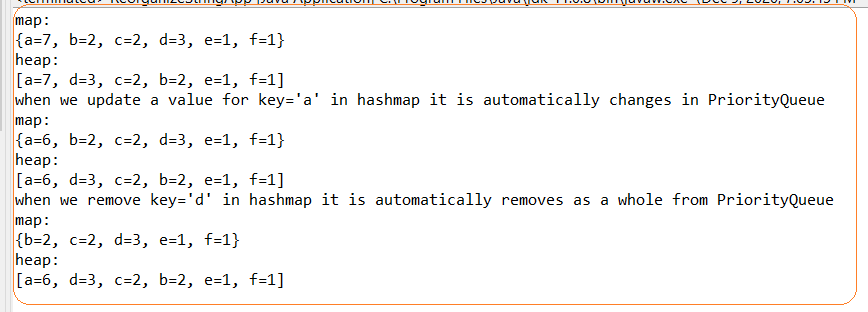 <terminated> ReorganizeStringApp [Java Application] C:\Program Files\Java\jdk-11.0.8\bin\javaw.exe (Dec 9, 2020,
map:
{a=7, b=2, c=2, d=3, e=1, f=1}
heap:
[a=7, d=3, c=2, b=2, e=1, f=1]
when we update a value for key='a' in hashmap it is automatically changes in PriorityQueue
map:
{a=6, b=2, c=2, d=3, e=1, f=1}
heap:
[a=6, d=3, c=2, b=2, e=1, f=1]
when we remove key='d' in hashmap it is automatically removes as a whole from PriorityQueue
map:
{b=2, c=2, d=3, e=1, f=1}
heap:
[a=6, d=3, c=2, b=2, e=1, f=1]